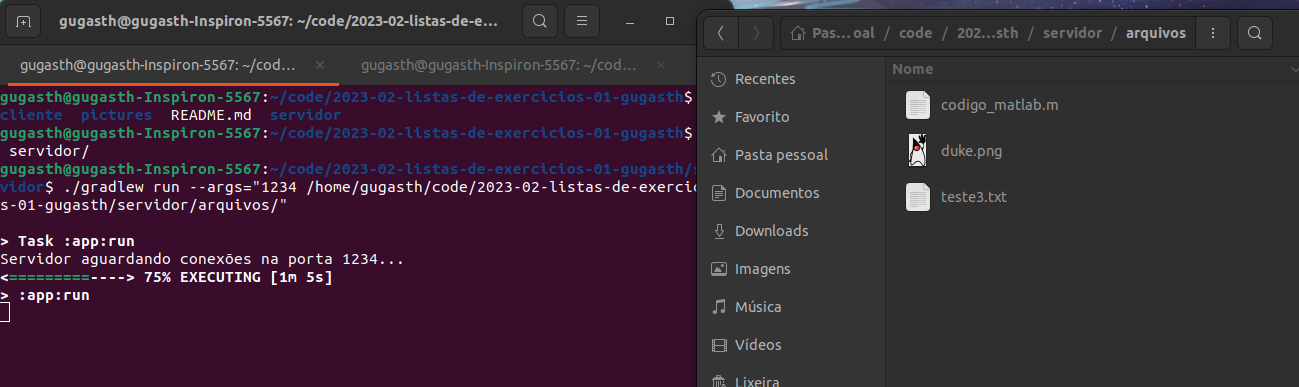 gugasth@gugasth-Inspiron-5567: ~/code/2023-02-listas-de-e...
gugasth@gugasth-Inspiron-5567: ~/cod... ×
gugasth@gugasth-Inspiron-5567: ~/cod... ×
gugasth@gugasth-Inspiron-5567:~/code/2023-02-listas-de-exercicios-01-gugasth$
cliente pictures README.md servidor
gugasth@gugasth-Inspiron-5567:~/code/2023-02-listas-de-exercicios-01-gugasth$
servidor/
gugasth@gugasth-Inspiron-5567:~/code/2023-02-listas-de-exercicios-01-gugasth/s
vidor$ ./gradlew run --args="1234 /home/gugasth/code/2023-02-listas-de-exercic
s-01-gugasth/servidor/arquivos/"
> Task :app:run
Servidor aguardando conexões na porta 1234...
<=========----> 75% EXECUTING [1m 5s]
> :app:run
Pas...oal / code / 202...sth / servidor / arquivos
Recentes
Favorito
Pasta pessoal
Documentos
Downloads
Imagens
Música
Vídeos
Lixeira
Nome
codigo_matlab.m
duke.png
teste3.txt